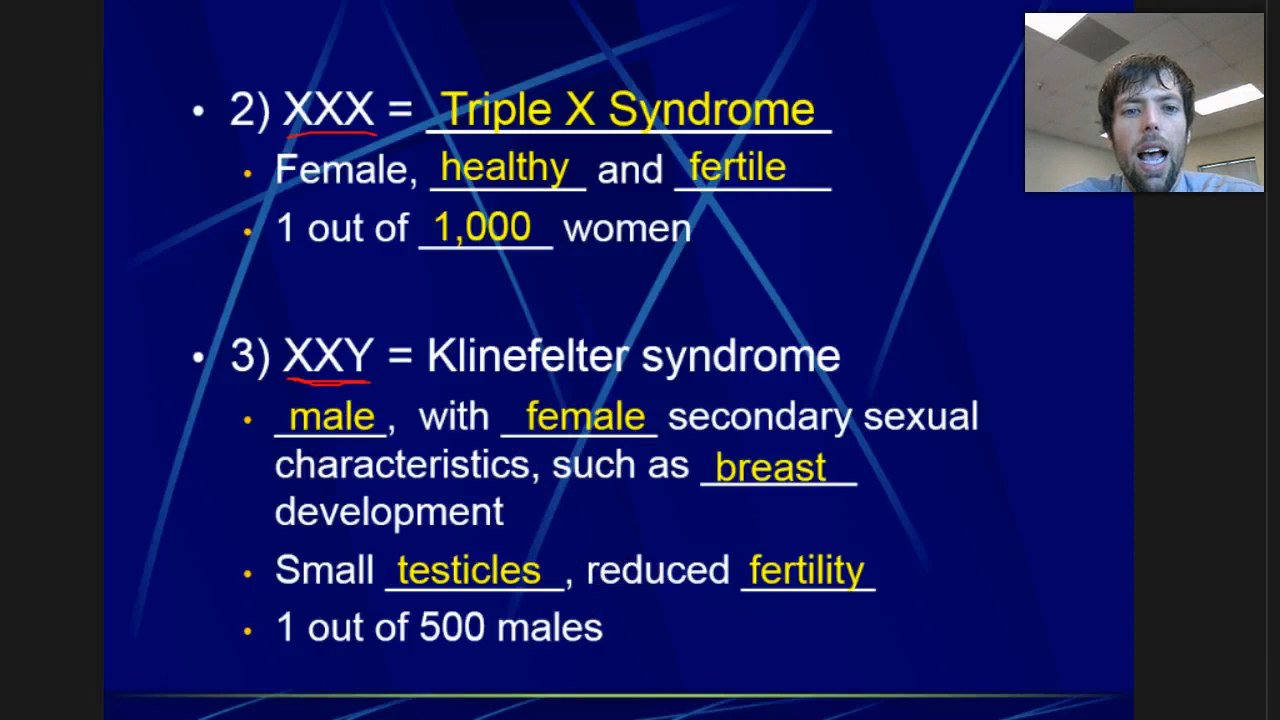 • 2) XXX = Triple X Syndrome
• Female, healthy and fertile
• 1 out of 1,000 women
• 3) XXY = Klinefelter syndrome
• male, with female secondary sexual
characteristics, such as breast
development
• Small testicles, reduced fertility
• 1 out of 500 males